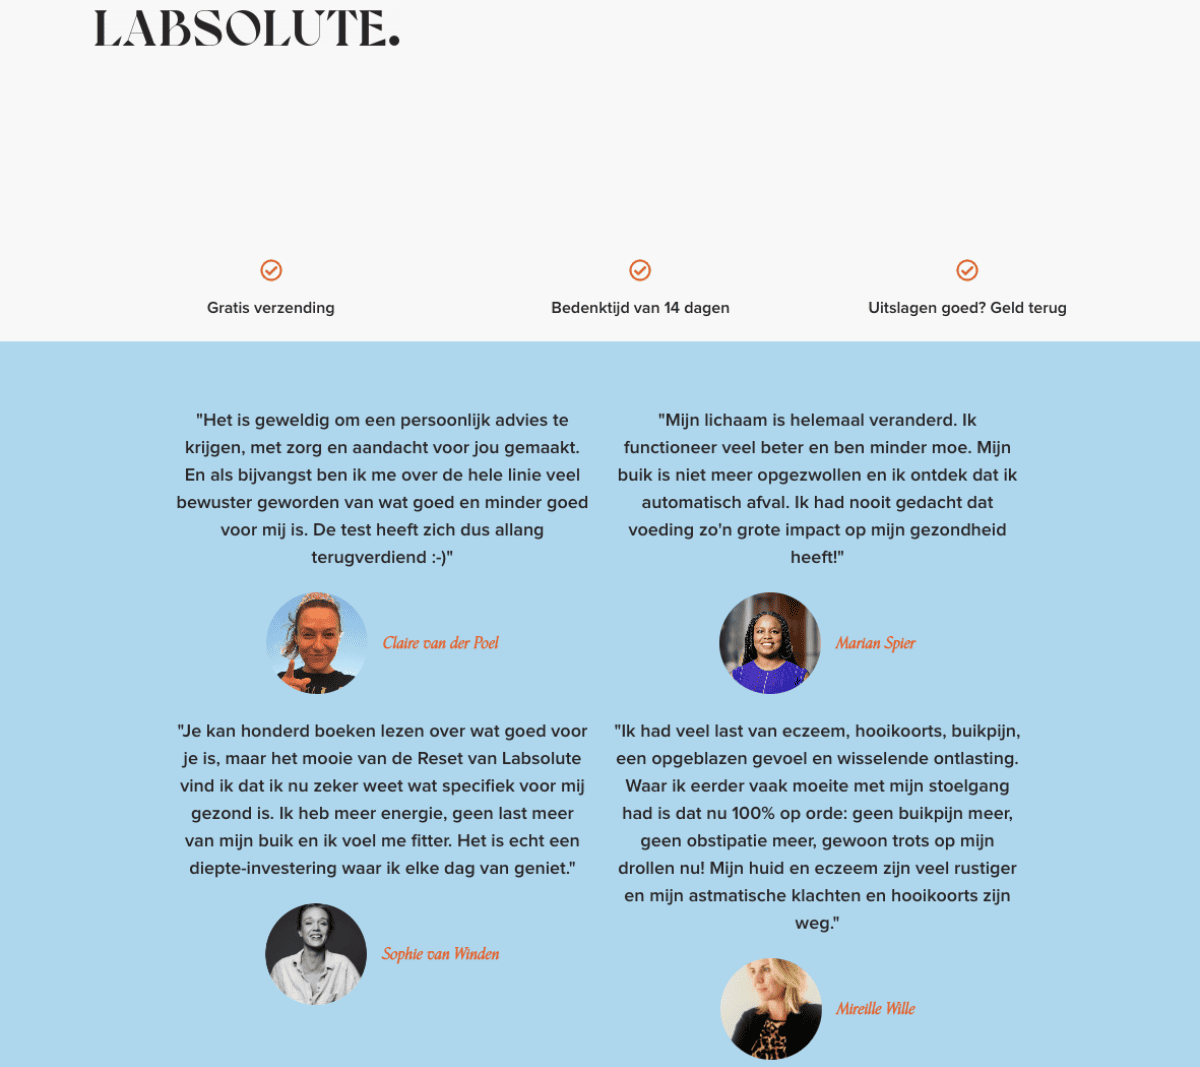 LABSOLUTE.
Gratis verzending
Bedenktijd van 14 dagen
Uitslagen goed? Geld terug
"Het is geweldig om een persoonlijk advies te
krijgen, met zorg en aandacht voor jou gemaakt.
En als bijvangst ben ik me over de hele linie veel
bewuster geworden van wat goed en minder goed
voor mij is. De test heeft zich dus allang
terugverdiend :-)"
Claire van der Poel
"Mijn lichaam is helemaal veranderd. Ik
functioneer veel beter en ben minder moe. Mijn
buik is niet meer opgezwollen en ik ontdek dat ik
automatisch afval. Ik had nooit gedacht dat
voeding zo'n grote impact op mijn gezondheid
heeft!"
Marian Spier
"Je kan honderd boeken lezen over wat goed voor
je is, maar het mooie van de Reset van Labsolute
vind ik dat ik nu zeker weet wat specifiek voor mij
gezond is. Ik heb meer energie, geen last meer
van mijn buik en ik voel me fitter. Het is echt een
diepte-investering waar ik elke dag van geniet."
Sophie van Winden
"Ik had veel last van eczeem, hooikoorts, buikpijn,
een opgeblazen gevoel en wisselende ontlasting.
Waar ik eerder vaak moeite met mijn stoelgang
had is dat nu 100% op orde: geen buikpijn meer,
geen obstipatie meer, gewoon trots op mijn
drollen nu! Mijn huid en eczeem zijn veel rustiger
en mijn astmatische klachten en hooikoorts zijn
weg."
Mireille Wille